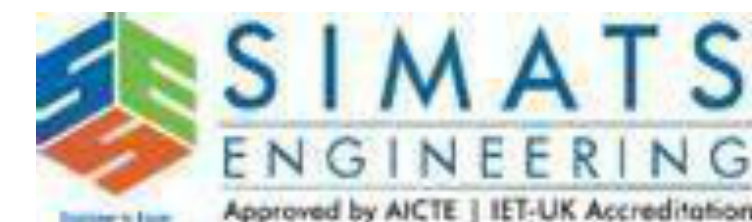 SIMATS
ENGINEERING
Approved by AICTE | IET-UK Accreditation